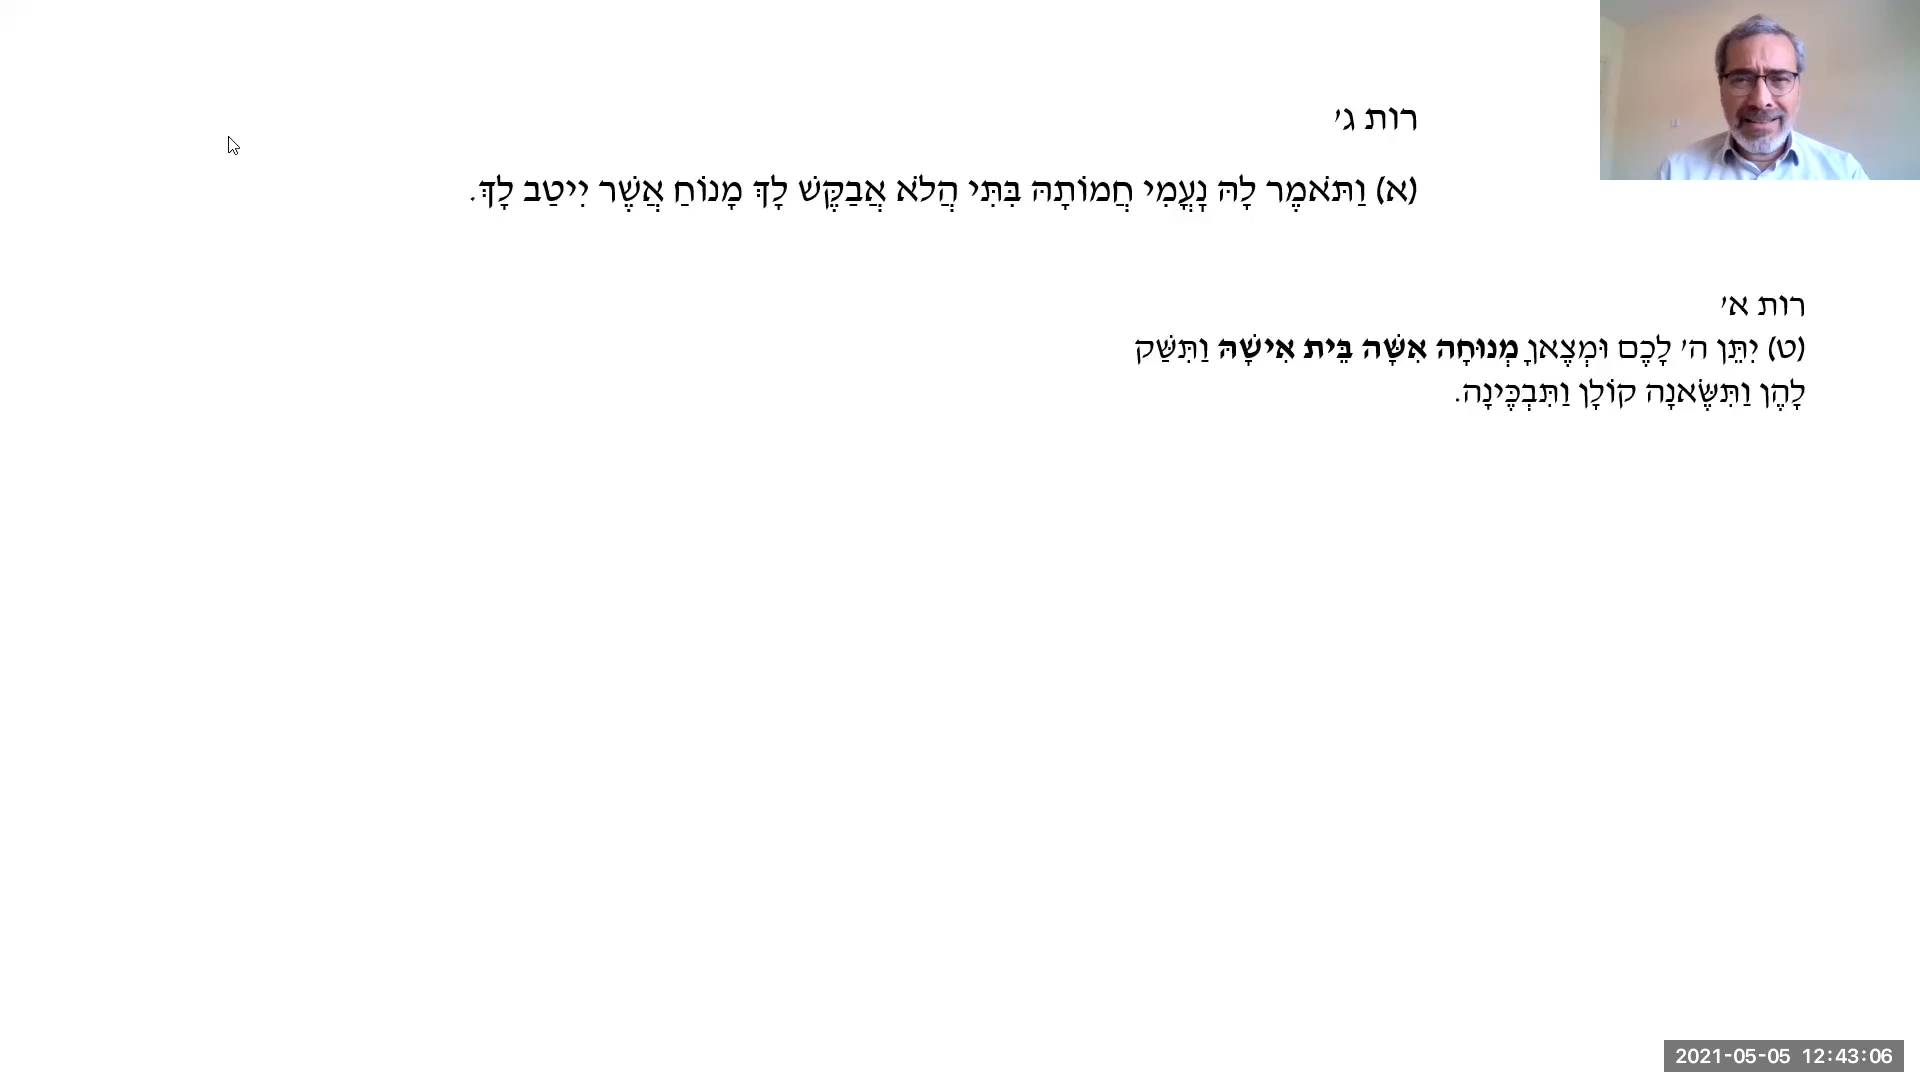 רות ג׳
(א) וַתֹּאמֶר לָהּ נָעֳמִי חֲמוֹתָהּ בִּתִּי הֲלֹא אֲבַקֶּשׁ לָךְ מָנוֹחַ אֲשֶׁר יִיטַב לָךְ.
רות א׳
(ט) יִתֵּן ה׳ לָכֶם וּמְצֶאןָ מְנוּחָה אִשָּׁה בֵּית אִישָׁהּ וַתִּשַּׁק
לָהֶן וַתִּשֶּׂאנָה קוֹלָן וַתִּבְכֶּינָה.
2021-05-05 12:43:06